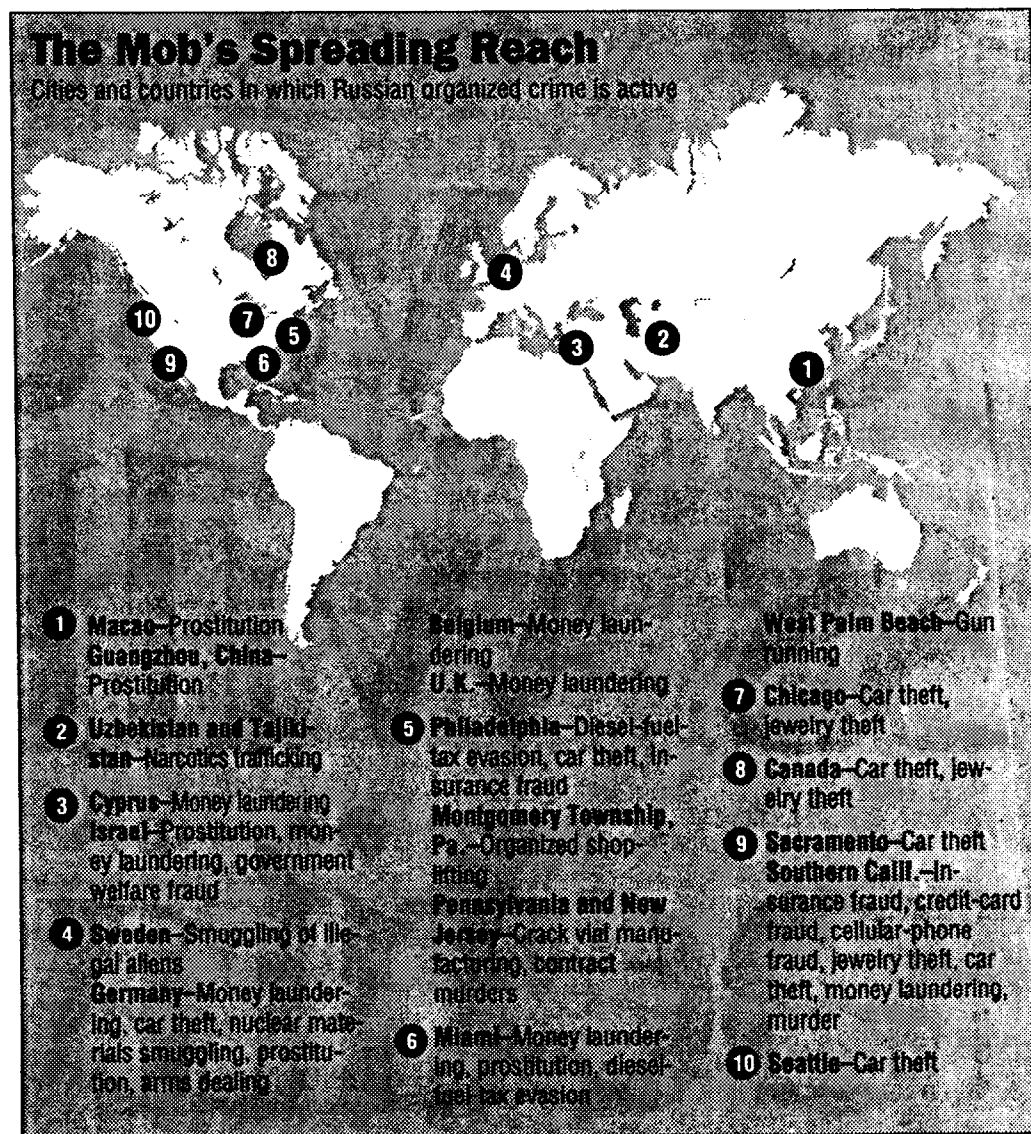 The Mob's Spreading Reach
Cities and countries in which Russian organized crime is active
8
4
10
7
5
2
3
9
6
1
1 Macao–Prostitution
Guangzhou, China–
Prostitution
2 Uzbekistan and Tajiki-
stan–Narcotics trafficking
3 Cyprus–Money laundering
Israel–Prostitution, mon-
ey laundering, government
welfare fraud
4 Sweden–Smuggling of ille-
gal aliens
Germany–Money launder-
ing, car theft, nuclear mate-
rials smuggling, prostitu-
tion, arms dealing
Belgium–Money laun-
dering
U.K.–Money laundering
5 Philadelphia–Diesel-fuel-
tax evasion, car theft, in-
surance fraud
Montgomery Township,
Pa.–Organized shop-
lifting
Pennsylvania and New
Jersey–Crack vial manu-
facturing, contract
murders
6 Miami–Money launder-
ing, prostitution, diesel-
fuel tax evasion
West Palm Beach–Gun
running
7 Chicago–Car theft,
jewelry theft
8 Canada–Car theft, jew-
elry theft
9 Sacramento–Car theft
Southern Calif.–In-
surance fraud, credit-card
fraud, cellular-phone
fraud, jewelry theft, car
theft, money laundering,
murder
10 Seattle–Car theft